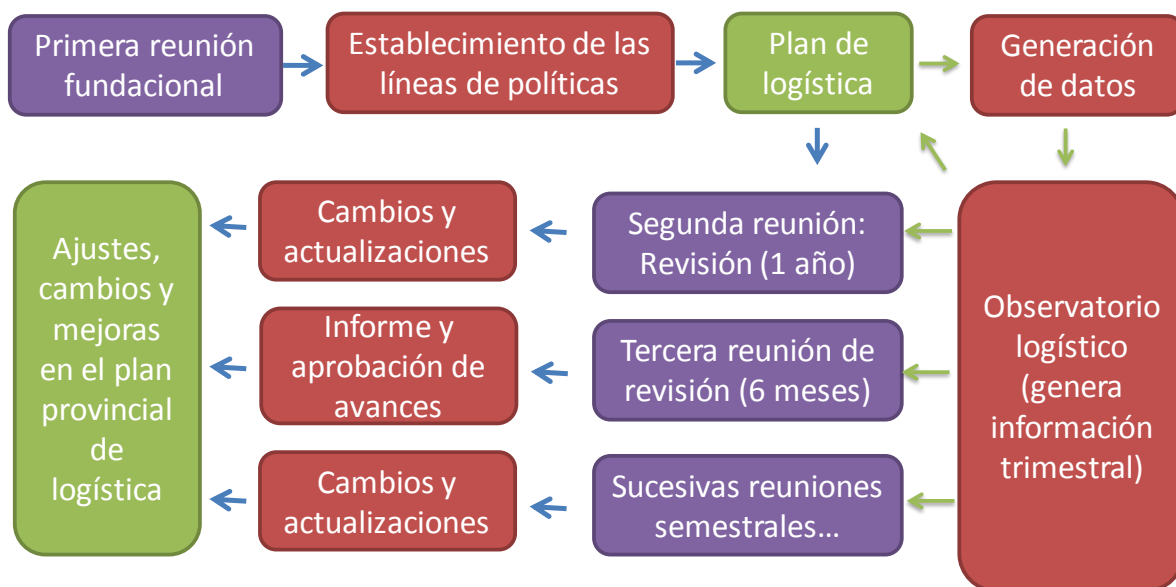 Primera reunión
fundacional
Establecimiento de las
líneas de políticas
Plan de
logística
Generación
de datos
Ajustes,
cambios y
mejoras
en el plan
provincial
de
logística
Cambios y
actualizaciones
Segunda reunión:
Revisión (1 año)
Informe y
aprobación de
avances
Tercera reunión de
revisión (6 meses)
Cambios y
actualizaciones
Sucesivas reuniones
semestrales...
Observatorio
logístico
(genera
información
trimestral)